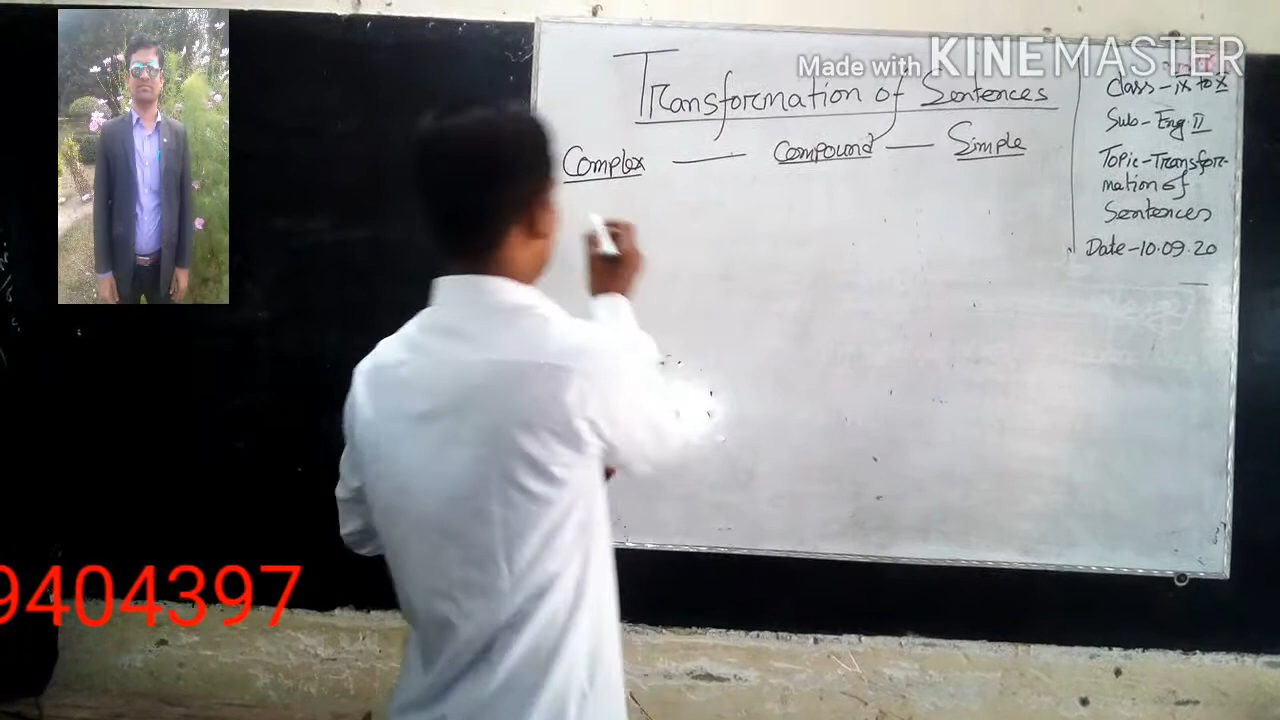 Made with KINEMASTER
Transformation of Sentences
Complex — Compound — Simple
Class - IX to X
Sub - Eng. II
Topic - Transfor-
mation of
Sentences
Date - 10.09.20
9404397